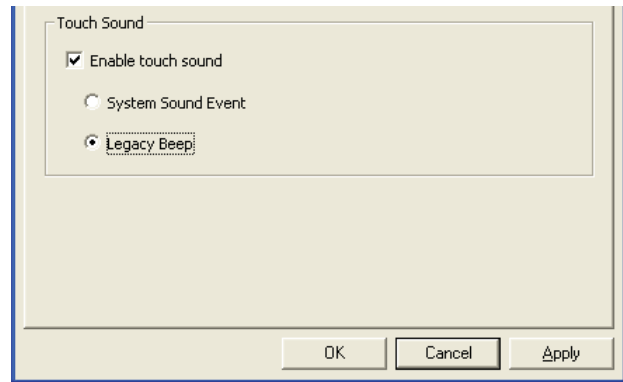 Touch Sound
Enable touch sound
System Sound Event
Legacy Beep
OK Cancel Apply